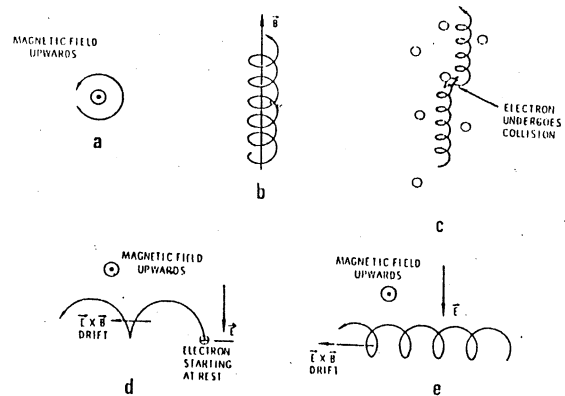 MAGNETIC FIELD
UPWARDS
a
B
b
ELECTRON
UNDERGOES
COLLISION
c
MAGNETIC FIELD
UPWARDS
E X B
DRIFT
E
ELECTRON
STARTING
AT REST
d
MAGNETIC FIELD
UPWARDS
E
E X B
DRIFT
e